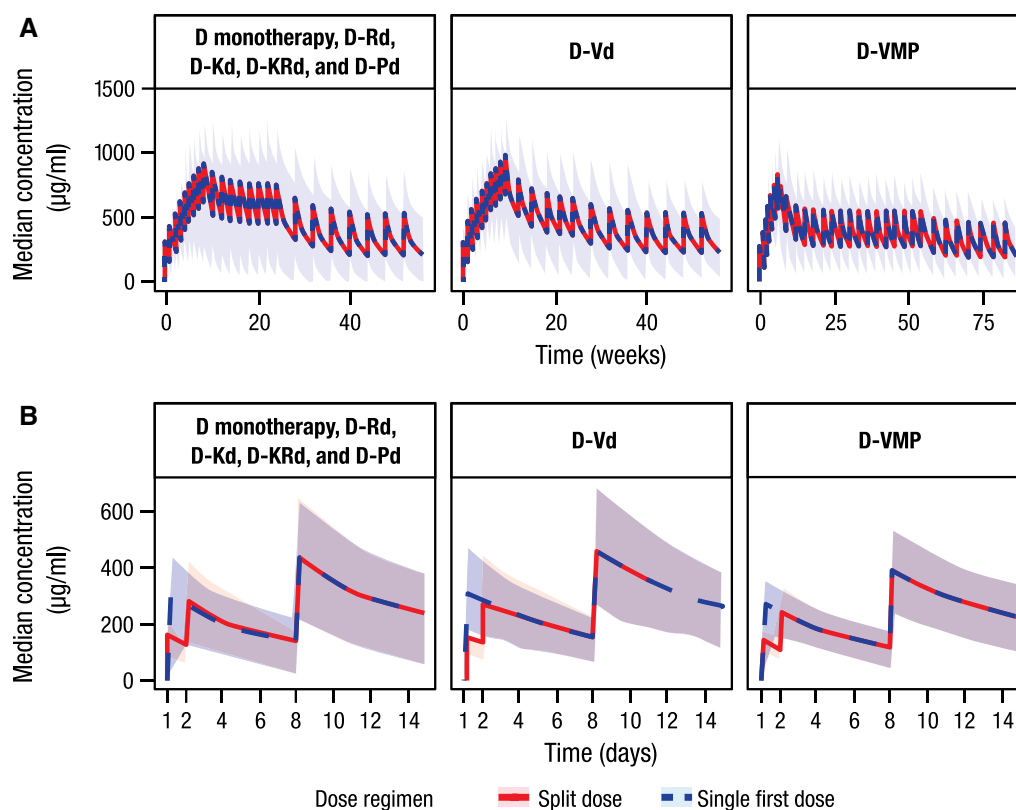 A
D monotherapy, D-Rd,
D-Kd, D-KRd, and D-Pd
D-Vd
D-VMP
Median concentration
(µg/ml)
1500
1000
500
0
0 20 40
0 20 40
0 25 50 75
Time (weeks)
B
D monotherapy, D-Rd,
D-Kd, D-KRd, and D-Pd
D-Vd
D-VMP
Median concentration
(µg/ml)
600
400
200
0
1 2 4 6 8 10 12 14
1 2 4 6 8 10 12 14
1 2 4 6 8 10 12 14
Time (days)
Dose regimen Split dose Single first dose